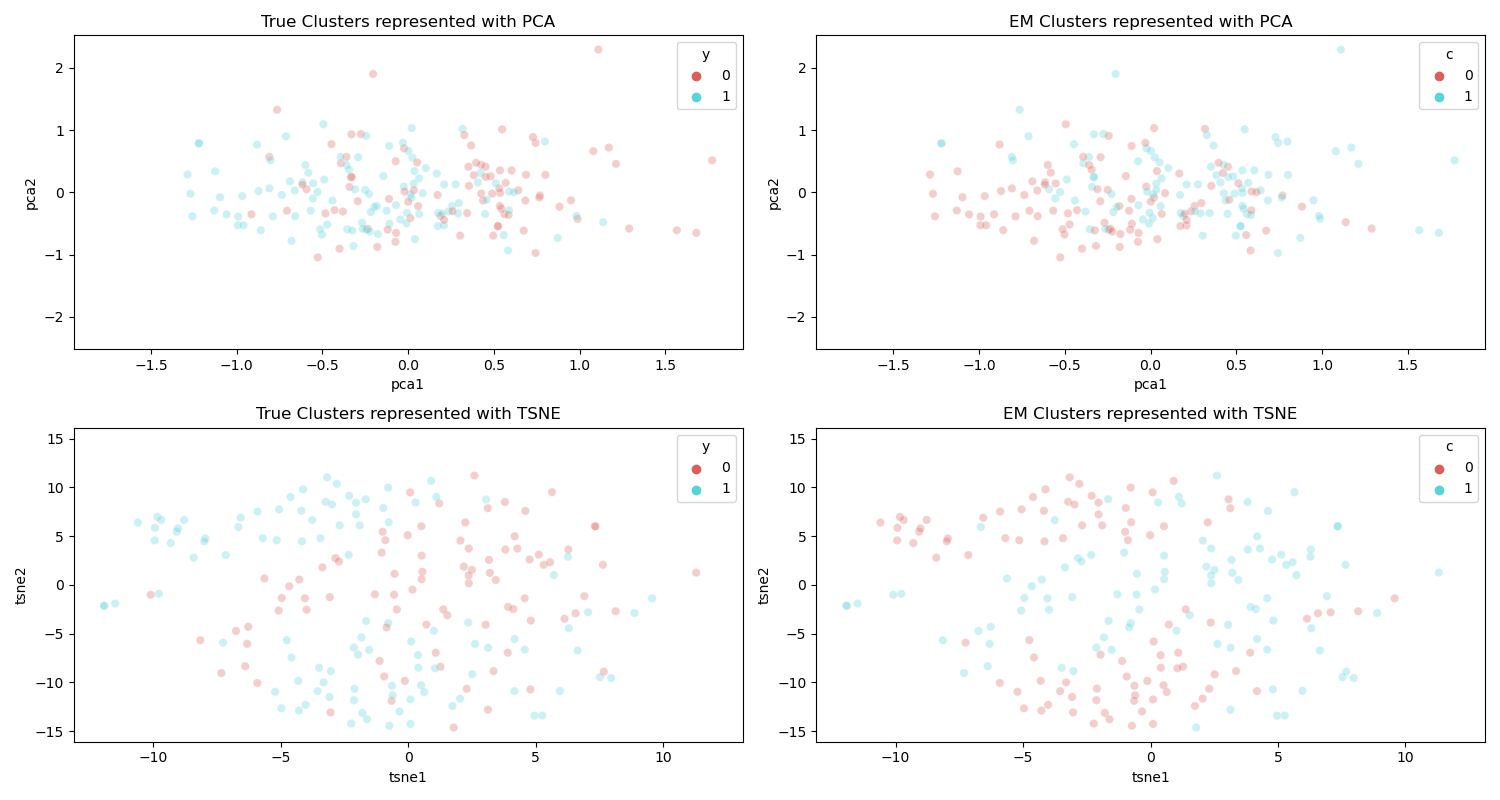 True Clusters represented with PCA
y
0
1
2
1
0
−1
−2
pca2
−1.5 −1.0 −0.5 0.0 0.5 1.0 1.5
pca1
EM Clusters represented with PCA
c
0
1
2
1
0
−1
−2
pca2
−1.5 −1.0 −0.5 0.0 0.5 1.0 1.5
pca1
True Clusters represented with TSNE
y
0
1
15
10
5
0
−5
−10
−15
tsne2
−10 −5 0 5 10
tsne1
EM Clusters represented with TSNE
c
0
1
15
10
5
0
−5
−10
−15
tsne2
−10 −5 0 5 10
tsne1